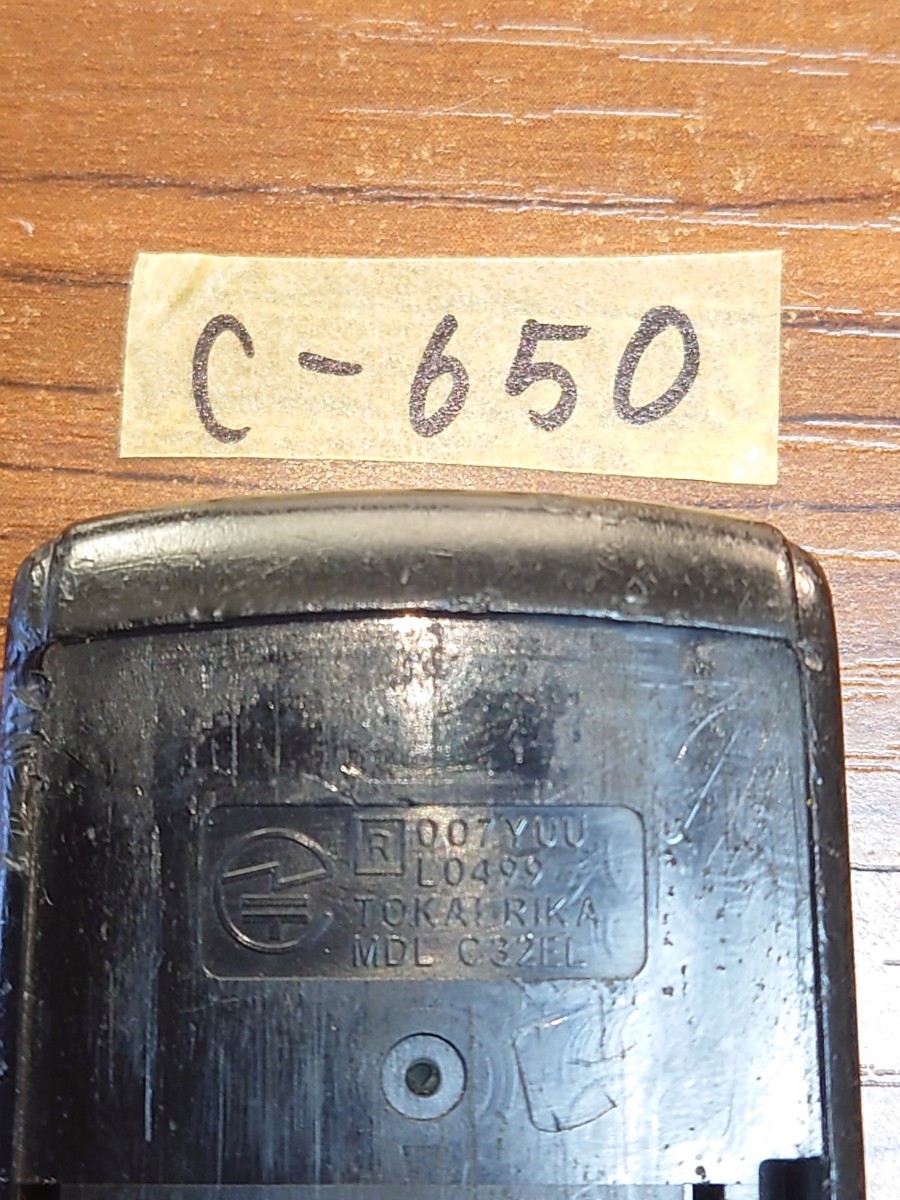 C-650
R 007YUU
L0499
TOKAI RIKA
MDL C32EL